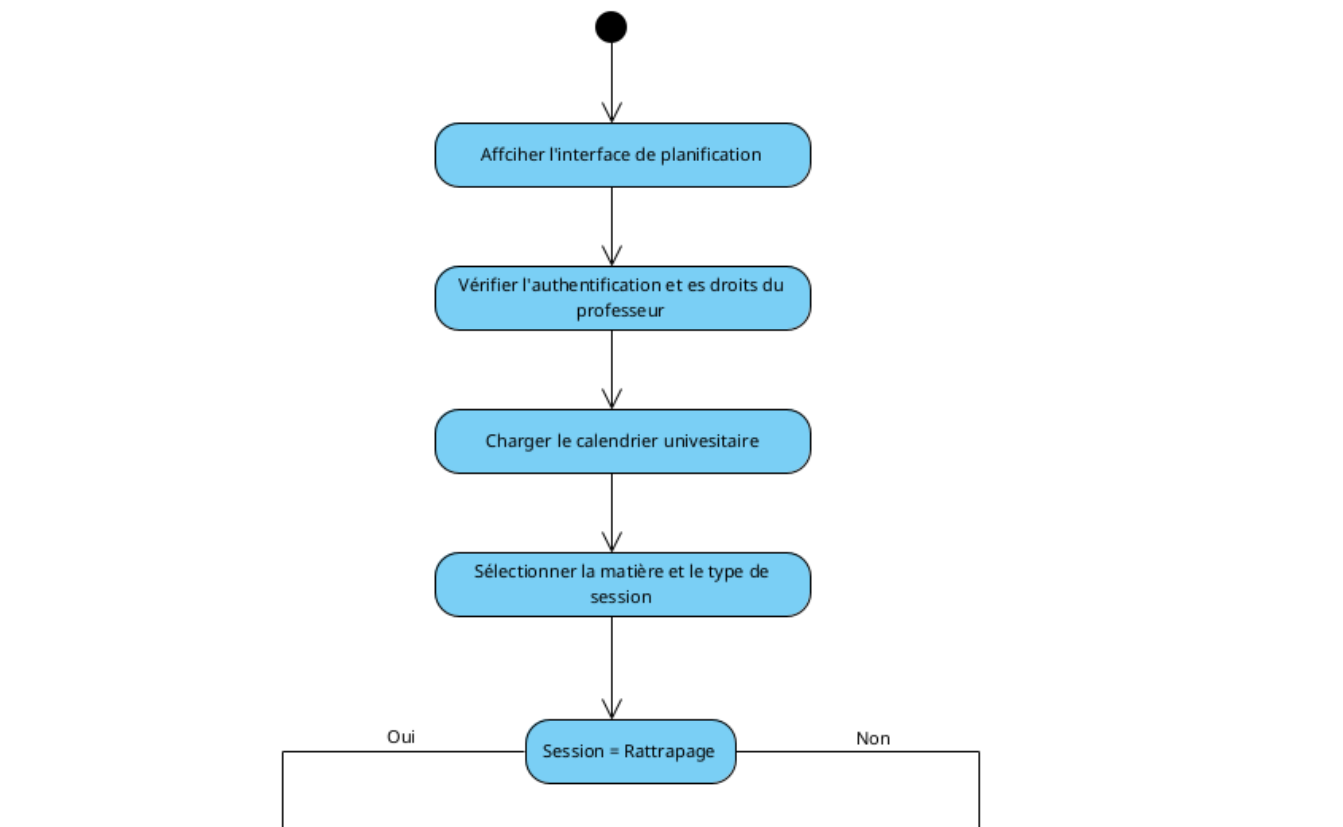 Affciher l'interface de planification
Vérifier l'authentification et es droits du
professeur
Charger le calendrier univesitaire
Sélectionner la matière et le type de
session
Oui
Non
Session = Rattrapage